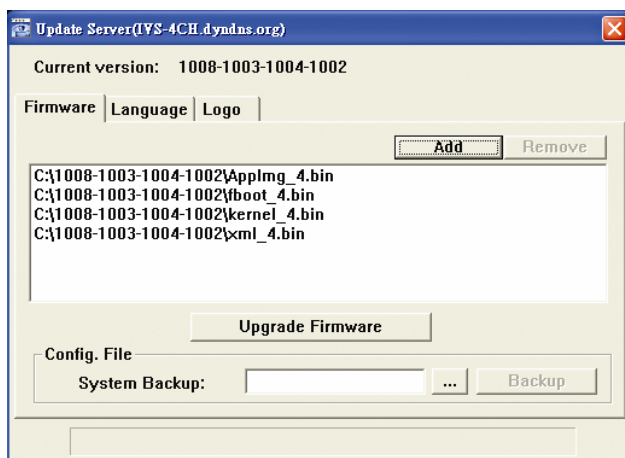 Update Server(IVS-4CH.dyndns.org)
Current version: 1008-1003-1004-1002
Firmware Language Logo
Add Remove
C:\1008-1003-1004-1002\AppImg_4.bin
C:\1008-1003-1004-1002\fboot_4.bin
C:\1008-1003-1004-1002\kernel_4.bin
C:\1008-1003-1004-1002\xml_4.bin
Upgrade Firmware
Config. File
System Backup: ... Backup